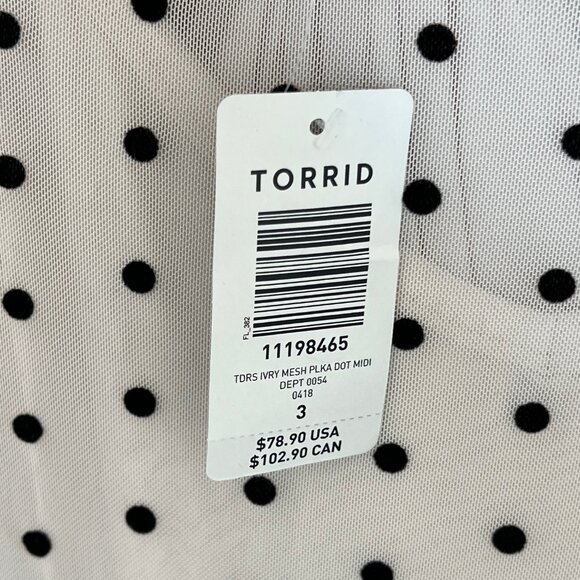 TORRID
FL_382
11198465
TDRS IVRY MESH PLKA DOT MIDI
DEPT 0054
0418
3
$78.90 USA
$102.90 CAN